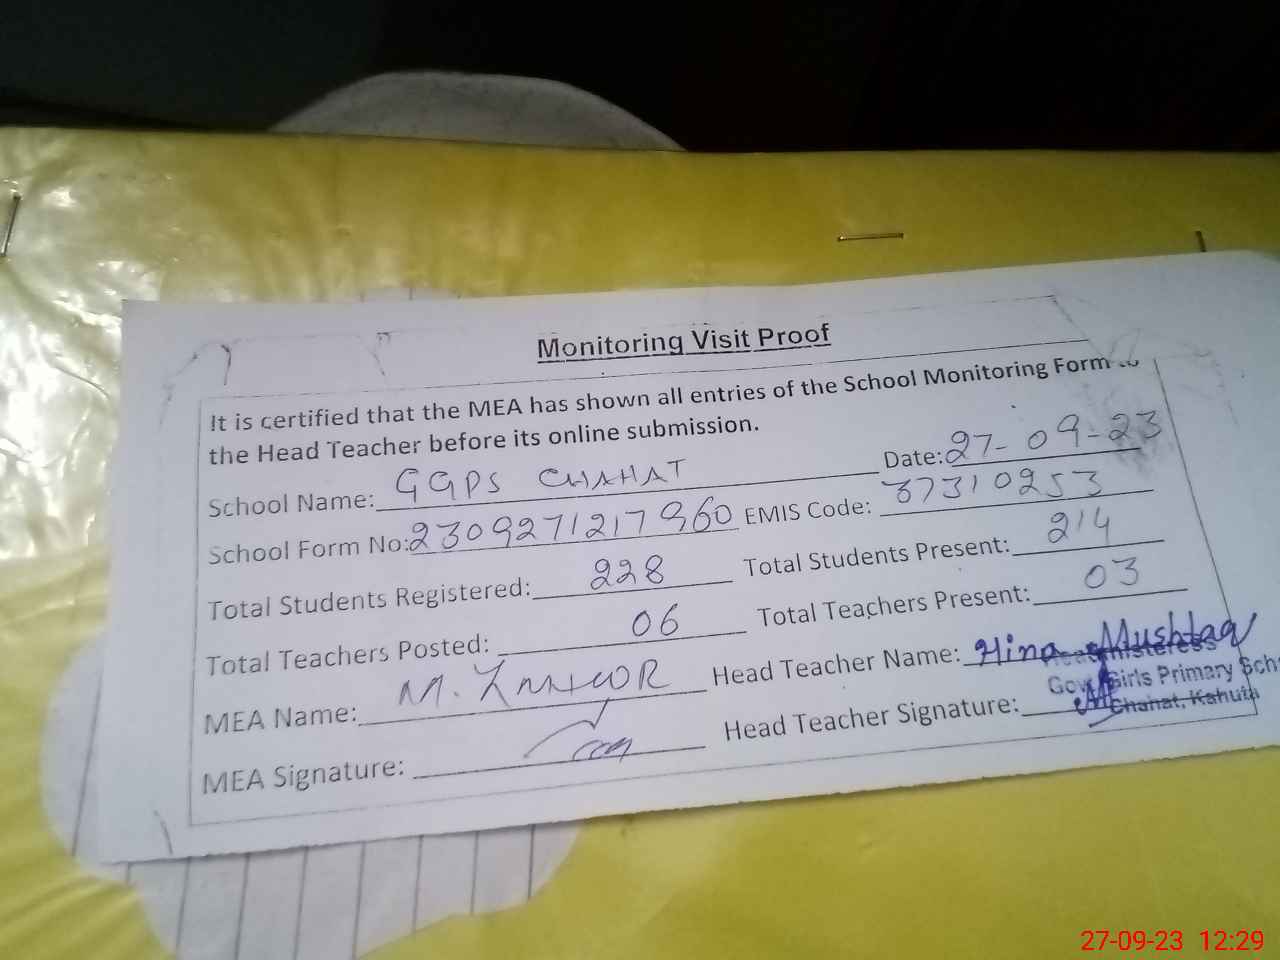 Monitoring Visit Proof
It is certified that the MEA has shown all entries of the School Monitoring Form to
the Head Teacher before its online submission.
School Name: GGPS CHAHAT Date: 27-09-23
School Form No: 2309271217960 EMIS Code: 37310253
Total Students Registered: 228 Total Students Present: 214
Total Teachers Posted: 06 Total Teachers Present: 03
MEA Name: M. Head Teacher Name: Hina Mushtaq
Headmisteress
MEA Signature: Head Teacher Signature:
Govt Girls Primary Sch
Chahat, Kahuta
27-09-23 12:29